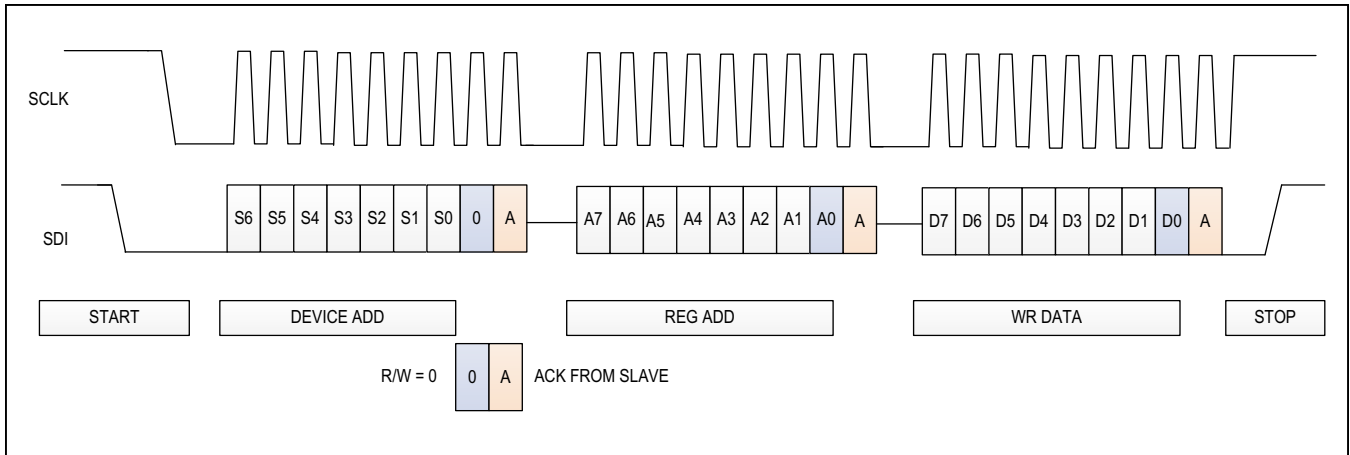 SCLK
SDI
S6 S5 S4 S3 S2 S1 S0 0 A A7 A6 A5 A4 A3 A2 A1 A0 A D7 D6 D5 D4 D3 D2 D1 D0 A
START DEVICE ADD REG ADD WR DATA STOP
R/W = 0 0 A ACK FROM SLAVE